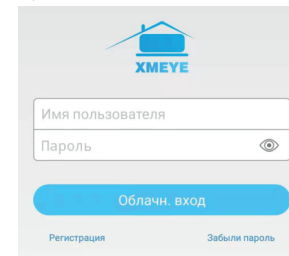 XMEYE
Имя пользователя
Пароль
Облачн. вход
Регистрация Забыли пароль